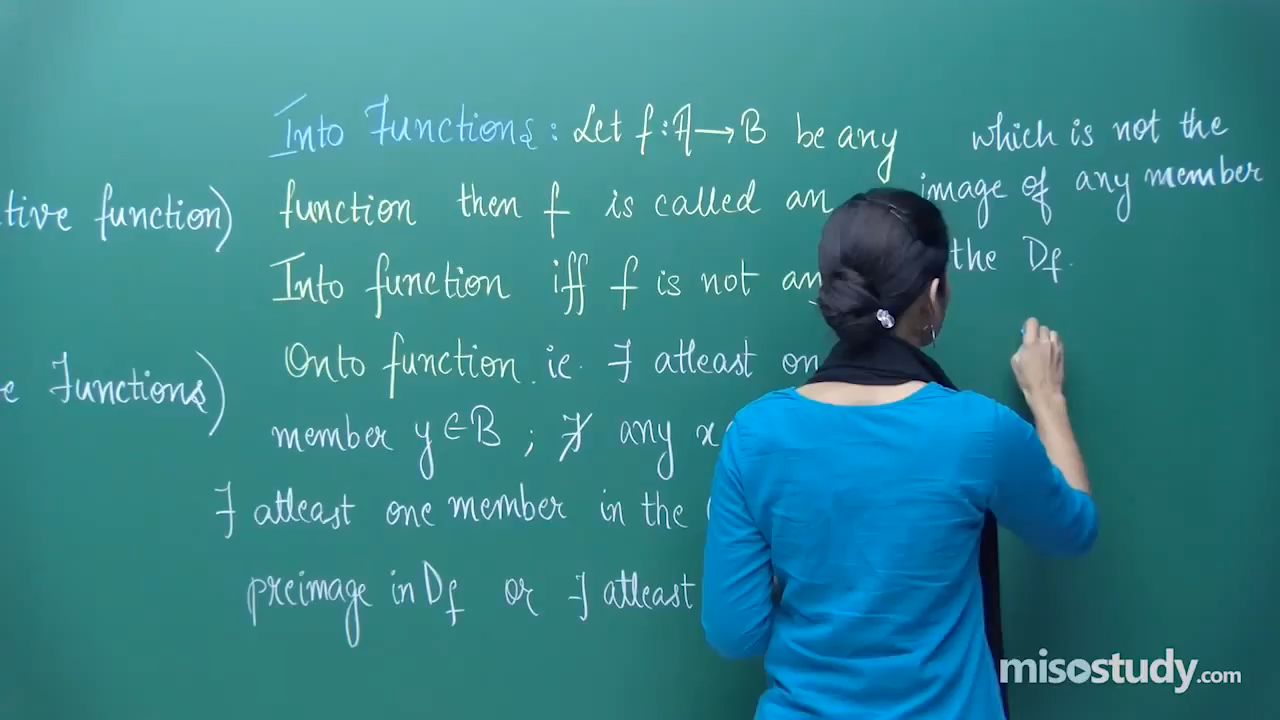 tive function)
e Functions)
Into Functions: Let f: A→B be any
function then f is called an
Into function iff f is not an
Onto function. ie. ∃ atleast on
member y∈B ; ∄ any x
∃ atleast one member in the
preimage in Df or ∃ atleast
which is not the
image of any member
the Df.
misostudy.com